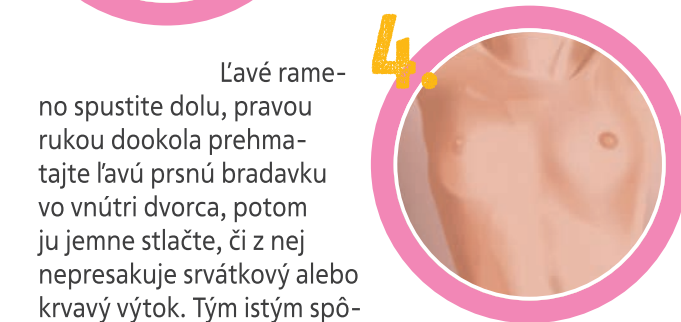 4.
Ľavé rame-
no spustite dolu, pravou
rukou dookola prehma-
tajte ľavú prsnú bradavku
vo vnútri dvorca, potom
ju jemne stlačte, či z nej
nepresakuje srvátkový alebo
krvavý výtok. Tým istým spô-